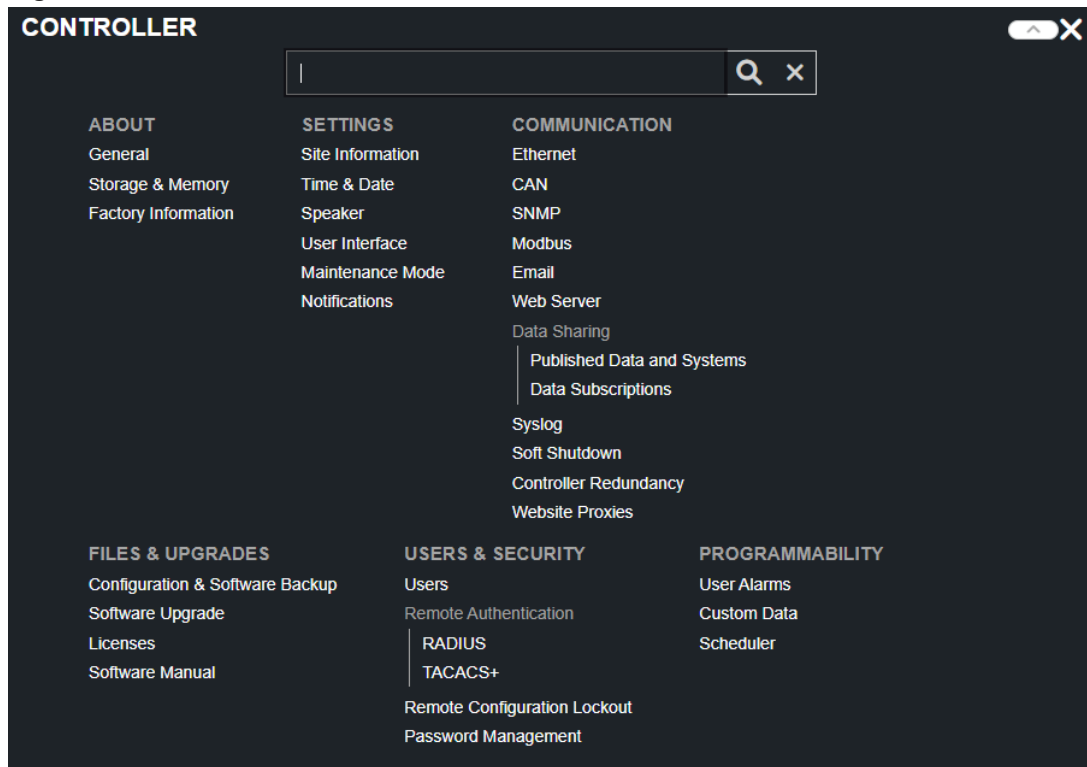 CONTROLLER
ABOUT
General
Storage & Memory
Factory Information
SETTINGS
Site Information
Time & Date
Speaker
User Interface
Maintenance Mode
Notifications
COMMUNICATION
Ethernet
CAN
SNMP
Modbus
Email
Web Server
Data Sharing
Published Data and Systems
Data Subscriptions
Syslog
Soft Shutdown
Controller Redundancy
Website Proxies
FILES & UPGRADES
Configuration & Software Backup
Software Upgrade
Licenses
Software Manual
USERS & SECURITY
Users
Remote Authentication
RADIUS
TACACS+
Remote Configuration Lockout
Password Management
PROGRAMMABILITY
User Alarms
Custom Data
Scheduler